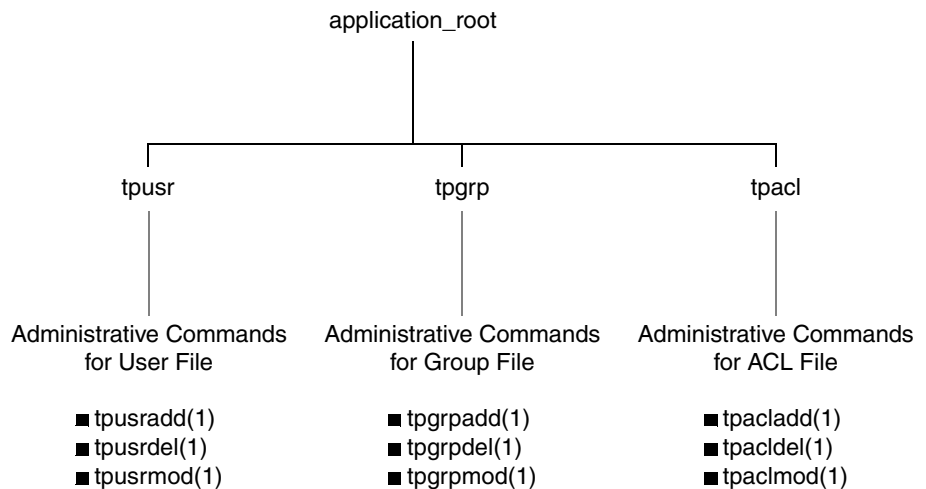 application_root
tpusr
tpgrp
tpacl
Administrative Commands
for User File
Administrative Commands
for Group File
Administrative Commands
for ACL File
■ tpusradd(1)
■ tpusrdel(1)
■ tpusrmod(1)
■ tpgrpadd(1)
■ tpgrpdel(1)
■ tpgrpmod(1)
■ tpacladd(1)
■ tpacldel(1)
■ tpaclmod(1)